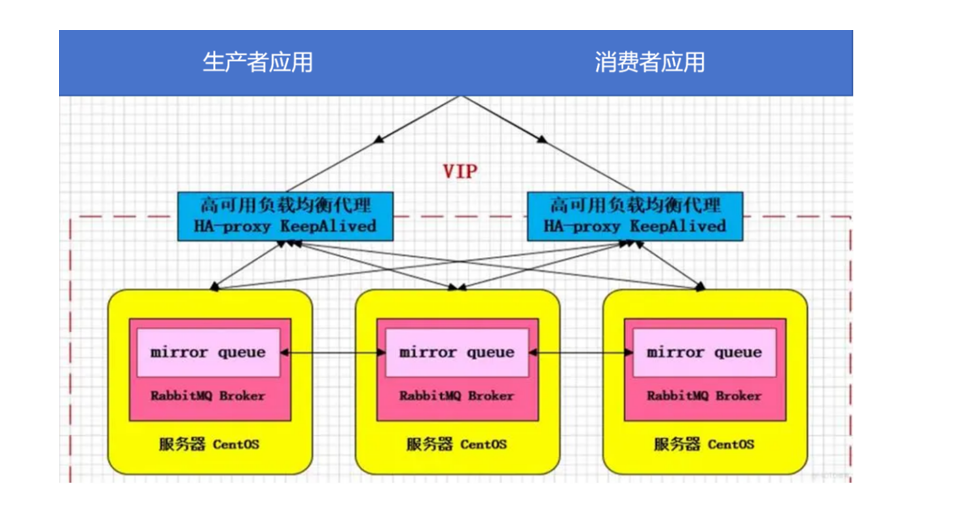 生产者应用 消费者应用
VIP
高可用负载均衡代理 高可用负载均衡代理
HA-proxy KeepAlived HA-proxy KeepAlived
mirror queue mirror queue mirror queue
RabbitMQ Broker RabbitMQ Broker RabbitMQ Broker
服务器 CentOS 服务器 CentOS 服务器 CentOS